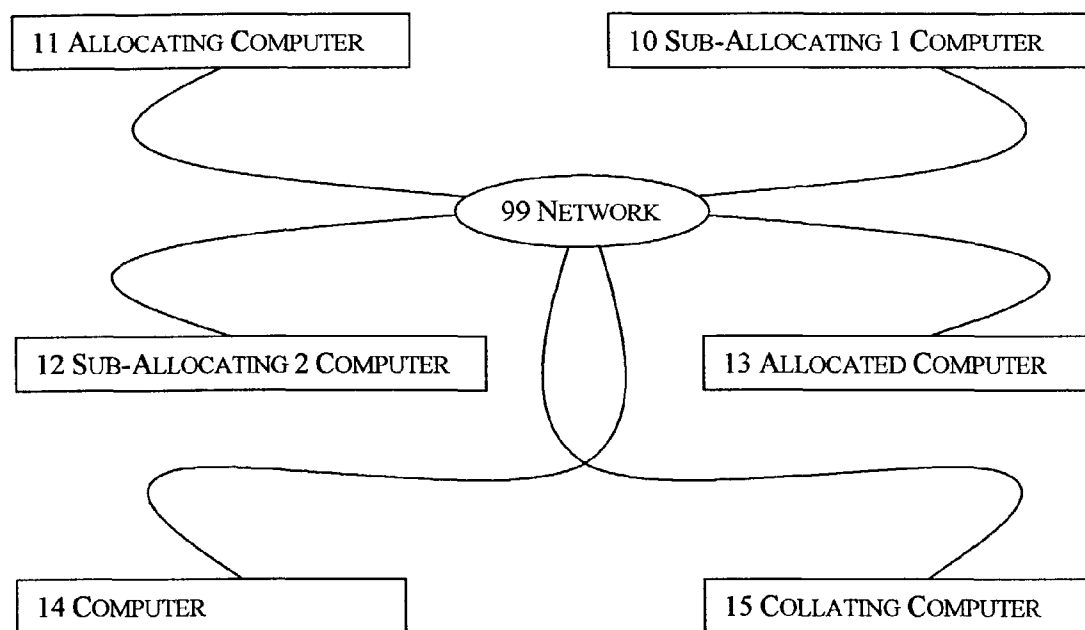 11 ALLOCATING COMPUTER
10 SUB-ALLOCATING 1 COMPUTER
99 NETWORK
12 SUB-ALLOCATING 2 COMPUTER
13 ALLOCATED COMPUTER
14 COMPUTER
15 COLLATING COMPUTER